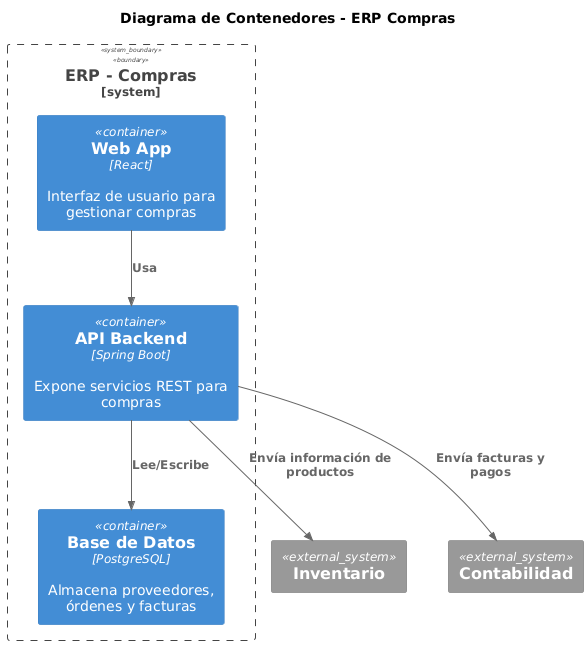 Diagrama de Contenedores - ERP Compras
«system_boundary»
«boundary»
ERP - Compras
[system]
«container»
Web App
[React]
Interfaz de usuario para
gestionar compras
Usa
«container»
API Backend
[Spring Boot]
Expone servicios REST para
compras
Lee/Escribe
Envía información de
productos
Envía facturas y
pagos
«container»
Base de Datos
[PostgreSQL]
Almacena proveedores,
órdenes y facturas
«external_system»
Inventario
«external_system»
Contabilidad